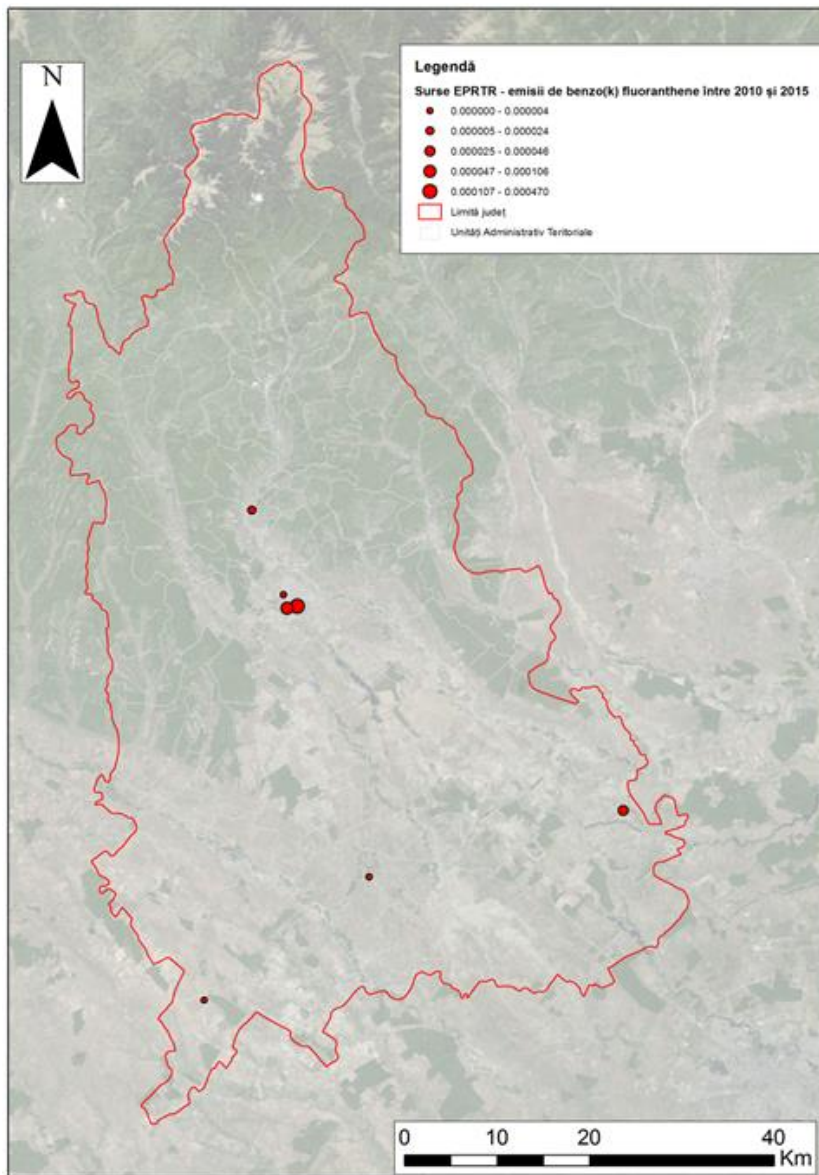 N
Legendă
Surse EPRTR - emisii de benzo(k) fluoranthene între 2010 și 2015
0.000000 - 0.000004
0.000005 - 0.000024
0.000025 - 0.000046
0.000047 - 0.000106
0.000107 - 0.000470
Limită județ
Unități Administrativ Teritoriale
0 10 20 40
Km